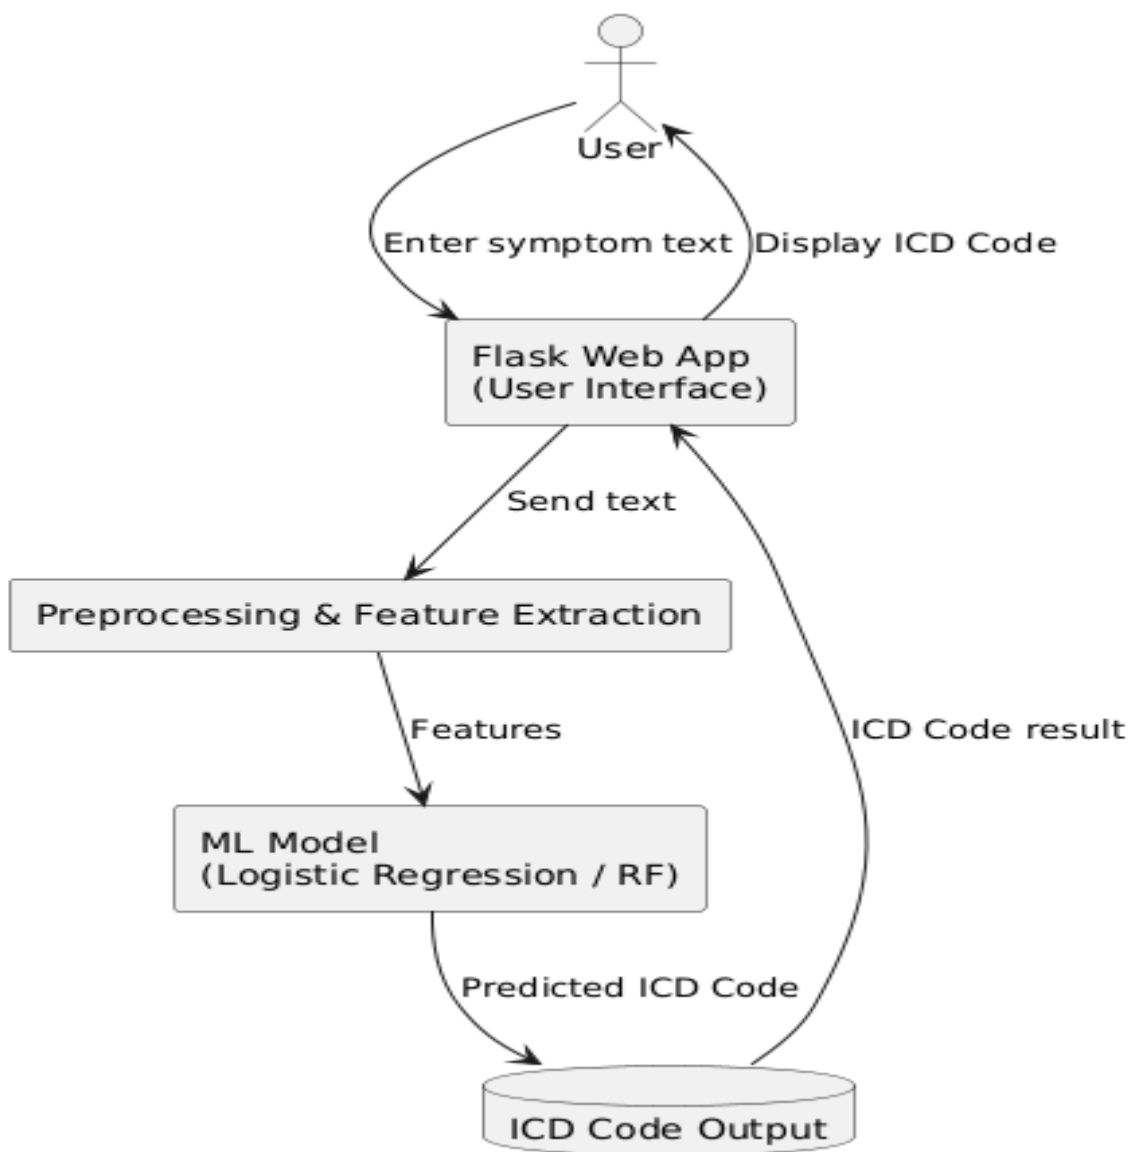 User
Enter symptom text
Display ICD Code
Flask Web App
(User Interface)
Send text
Preprocessing & Feature Extraction
Features
ICD Code result
ML Model
(Logistic Regression / RF)
Predicted ICD Code
ICD Code Output